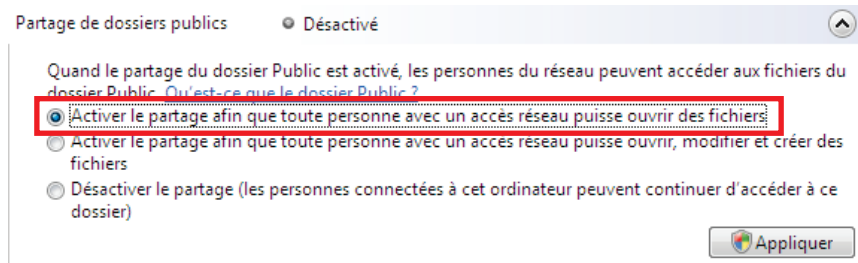 Partage de dossiers publics Désactivé
Quand le partage du dossier Public est activé, les personnes du réseau peuvent accéder aux fichiers du
dossier Public. Qu'est-ce que le dossier Public ?
Activer le partage afin que toute personne avec un accès réseau puisse ouvrir des fichiers
Activer le partage afin que toute personne avec un accès réseau puisse ouvrir, modifier et créer des
fichiers
Désactiver le partage (les personnes connectées à cet ordinateur peuvent continuer d'accéder à ce
dossier)
Appliquer